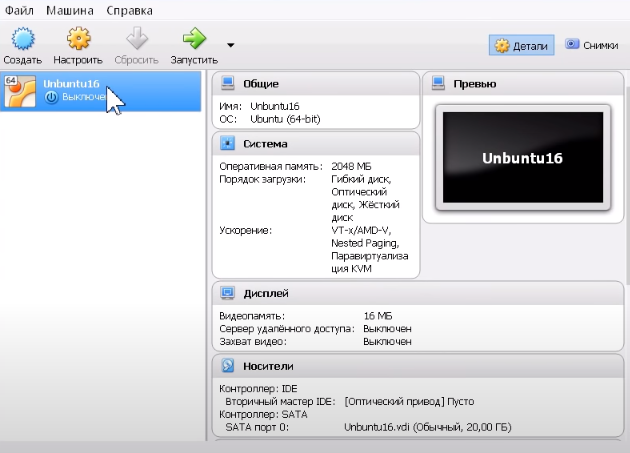 Файл Машина Справка
Создать Настроить Сбросить Запустить Детали Снимки
64
Unbuntu16
Выключена
Общие
Имя: Unbuntu16
ОС: Ubuntu (64-bit)
Превью
Unbuntu16
Система
Оперативная память: 2048 МБ
Порядок загрузки: Гибкий диск,
Оптический
диск, Жёсткий
диск
Ускорение: VT-x/AMD-V,
Nested Paging,
Паравиртуализа
ция KVM
Дисплей
Видеопамять: 16 МБ
Сервер удалённого доступа: Выключен
Захват видео: Выключен
Носители
Контроллер: IDE
Вторичный мастер IDE: [Оптический привод] Пусто
Контроллер: SATA
SATA порт 0: Unbuntu16.vdi (Обычный, 20,00 ГБ)